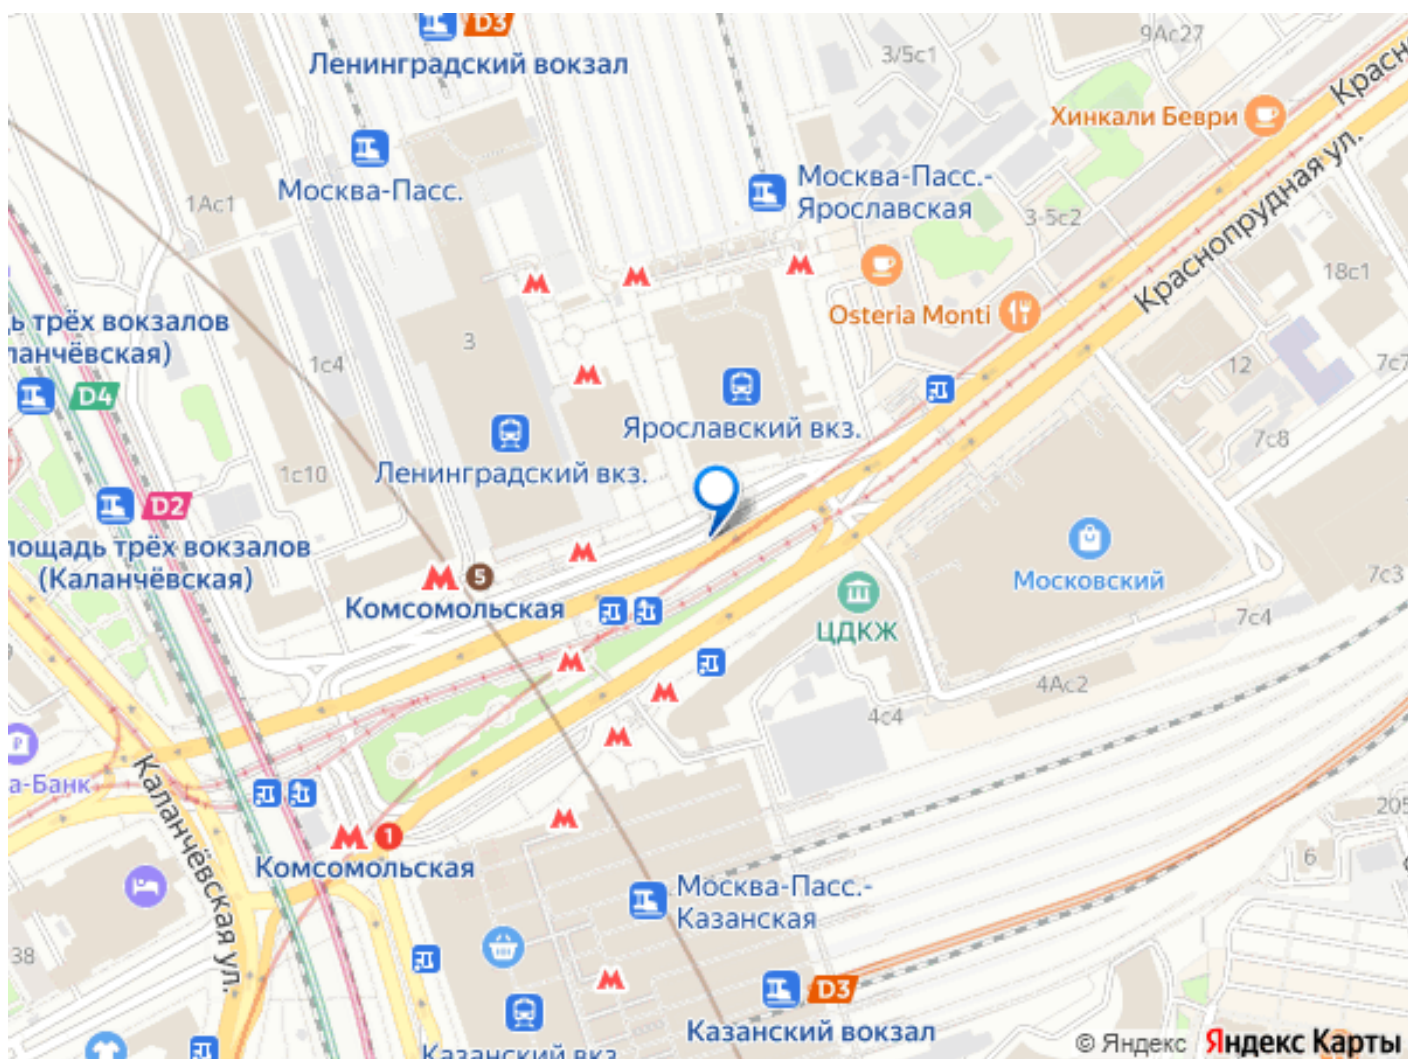 D3
Ленинградский вокзал
3/5с1
9Ас27
Красн
Хинкали Беври
Москва-Пасс.
1Ас1
Москва-Пасс.-
Ярославская
3-5с2
Краснопрудная ул.
18с1
Osteria Monti
ь трёх вокзалов
ланчёвская)
D4
3
1с4
12
7с7
Ярославский вкз.
7с8
Ленинградский вкз.
1с10
D2
лощадь трёх вокзалов
(Каланчёвская)
5
Комсомольская
Московский
7с3
ЦДКЖ
7с4
4Ас2
4с4
а-Банк
Каланчёвская ул.
1
Комсомольская
205
6
Москва-Пасс.-
Казанская
38
D3
Казанский вокзал
Казанский вкз
© Яндекс Яндекс Карты